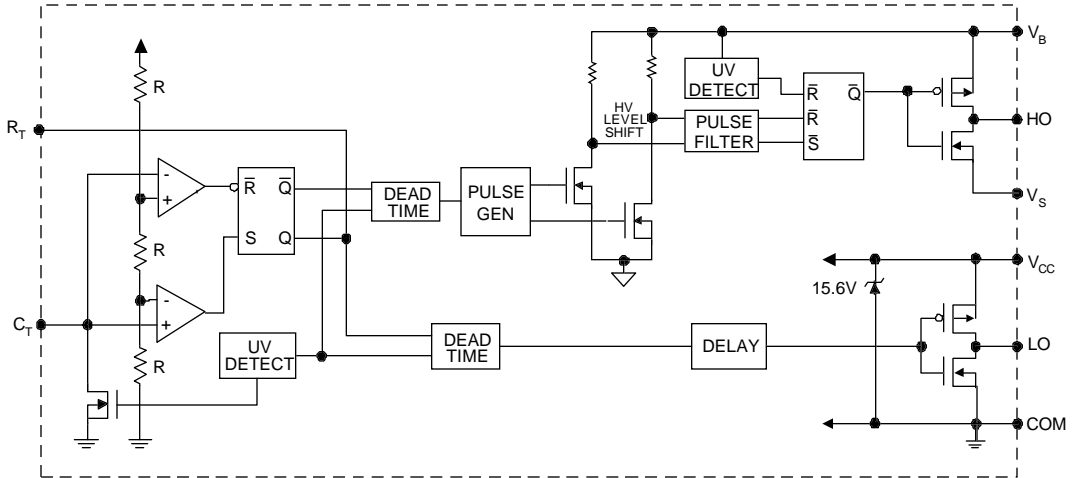 V_B
R
UV
DETECT
R̅
Q̅
HV
LEVEL
SHIFT
PULSE
FILTER
R̅
S̅
HO
R_T
-
+
R̅
Q̅
S
Q
DEAD
TIME
PULSE
GEN
V_S
R
V_CC
15.6V
-
+
C_T
R
UV
DETECT
DEAD
TIME
DELAY
LO
COM